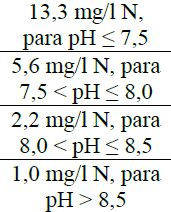 13,3 mg/l N,
para pH ≤ 7,5
5,6 mg/l N, para
7,5 < pH ≤ 8,0
2,2 mg/l N, para
8,0 < pH ≤ 8,5
1,0 mg/l N, para
pH > 8,5